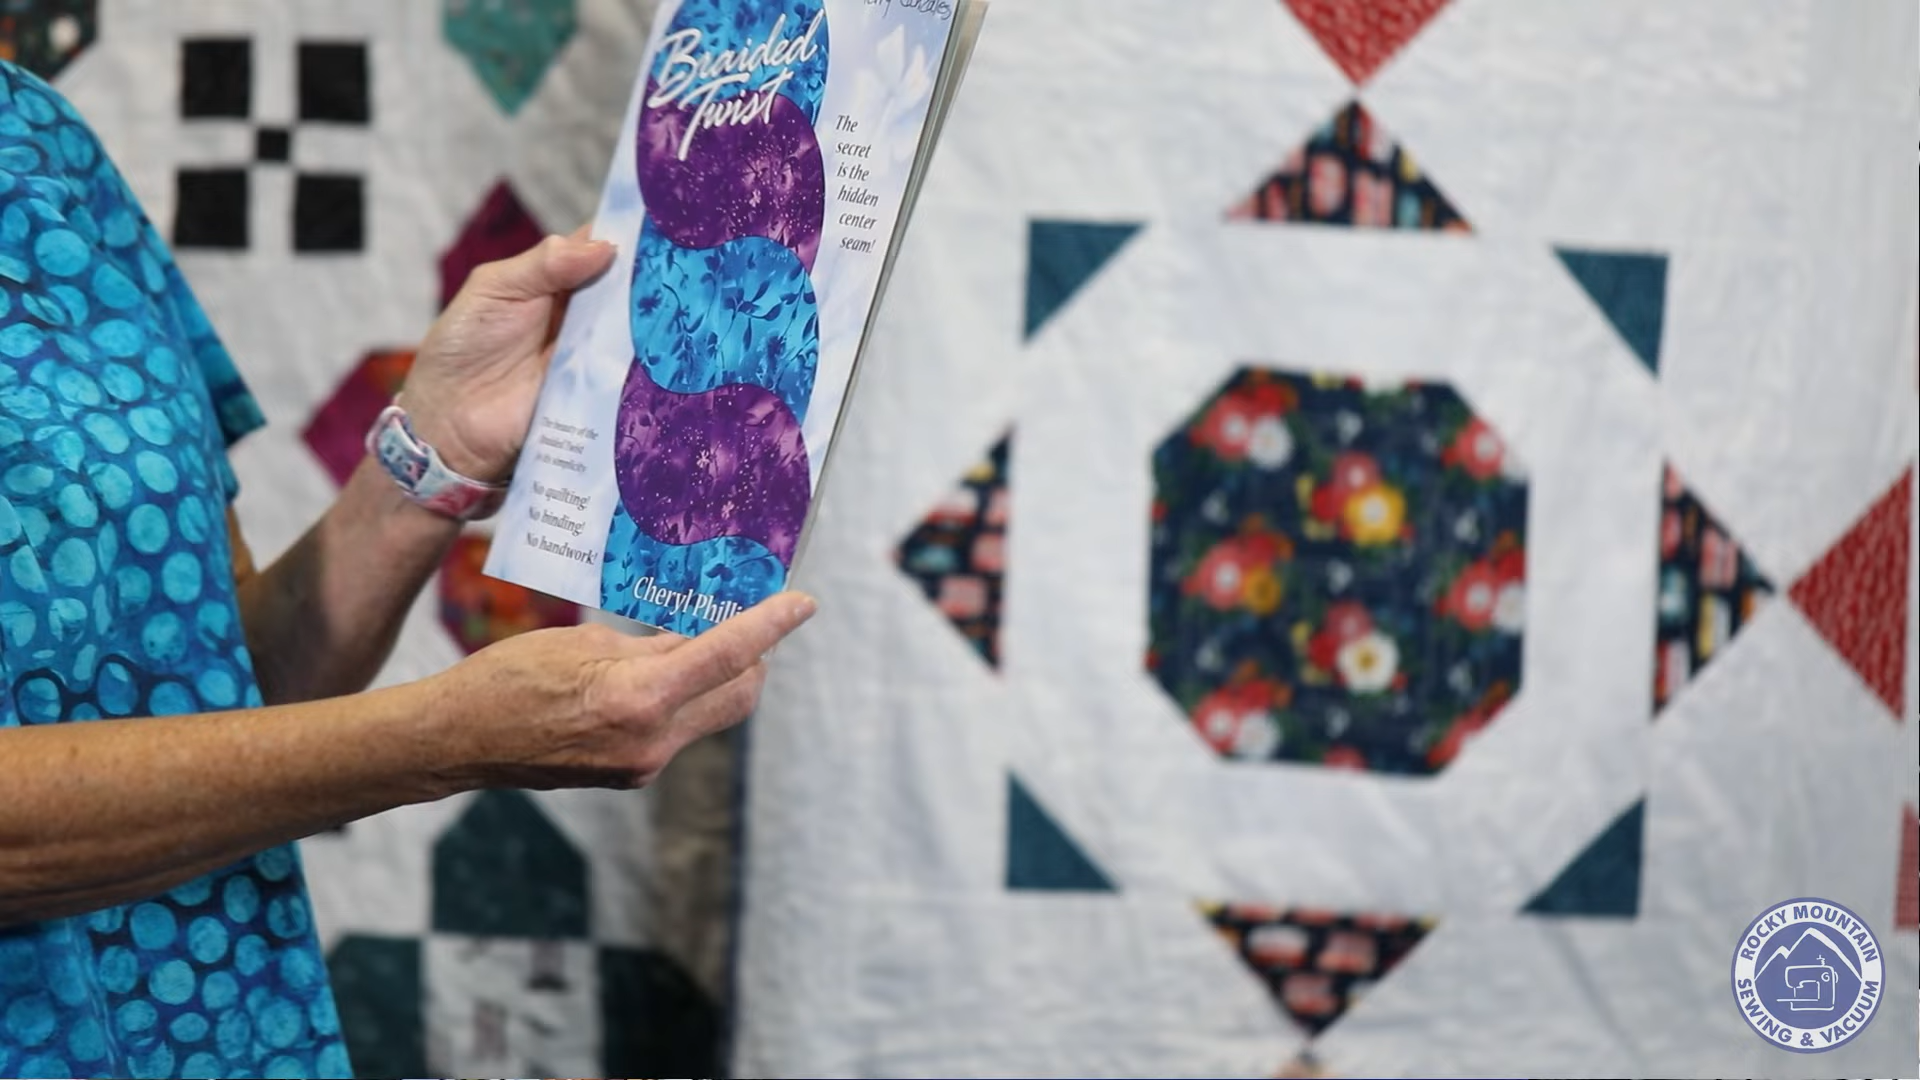 Braided
Twist
The
secret
is the
hidden
center
seam!
The beauty of the
Braided Twist
is its simplicity
No quilting!
No binding!
No handwork!
Cheryl Philli
ROCKY MOUNTAIN
SEWING & VACUUM